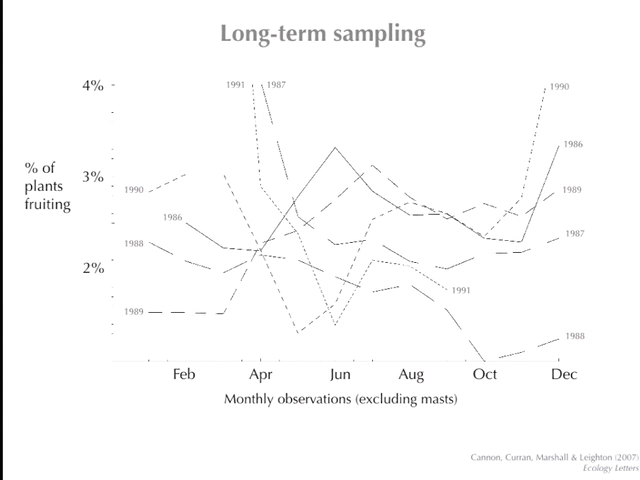 Long-term sampling
4%
1991
1987
1990
1986
% of
plants
fruiting
3%
1990
1989
1986
1987
1988
2%
1991
1989
1988
Feb
Apr
Jun
Aug
Oct
Dec
Monthly observations (excluding masts)
Cannon, Curran, Marshall & Leighton (2007)
Ecology Letters